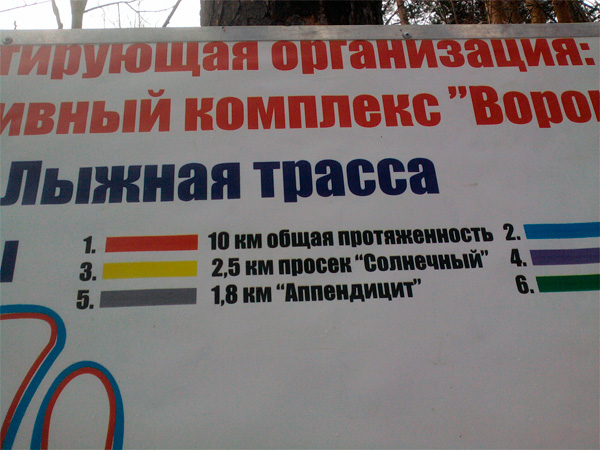 тирующая организация:
ивный комплекс ”Воро
Лыжная трасса
1. 10 км общая протяженность 2.
3. 2,5 км просек “Солнечный” 4.
5. 1,8 км “Аппендицит” 6.